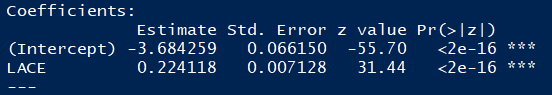 Coefficients:
Estimate Std. Error z value Pr(>|z|)
(Intercept) -3.684259 0.066150 -55.70 <2e-16 ***
LACE 0.224118 0.007128 31.44 <2e-16 ***
---